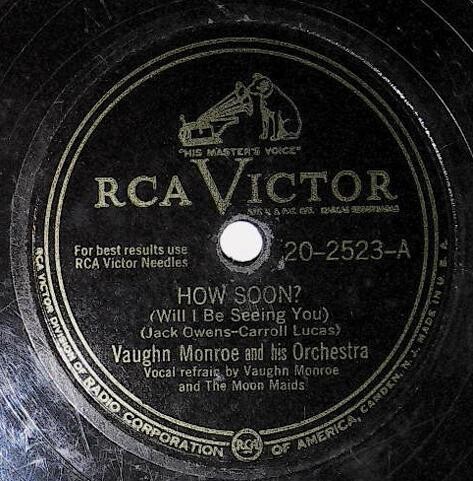 "HIS MASTER'S VOICE"
RCA VICTOR
For best results use
RCA Victor Needles
20-2523-A
HOW SOON?
(Will I Be Seeing You)
(Jack Owens-Carroll Lucas)
Vaughn Monroe and his Orchestra
Vocal refrain by Vaughn Monroe
and The Moon Maids
RCA VICTOR DIVISION OF RADIO CORPORATION RCA OF AMERICA, CAMDEN, N. J. MADE IN U. S. A.